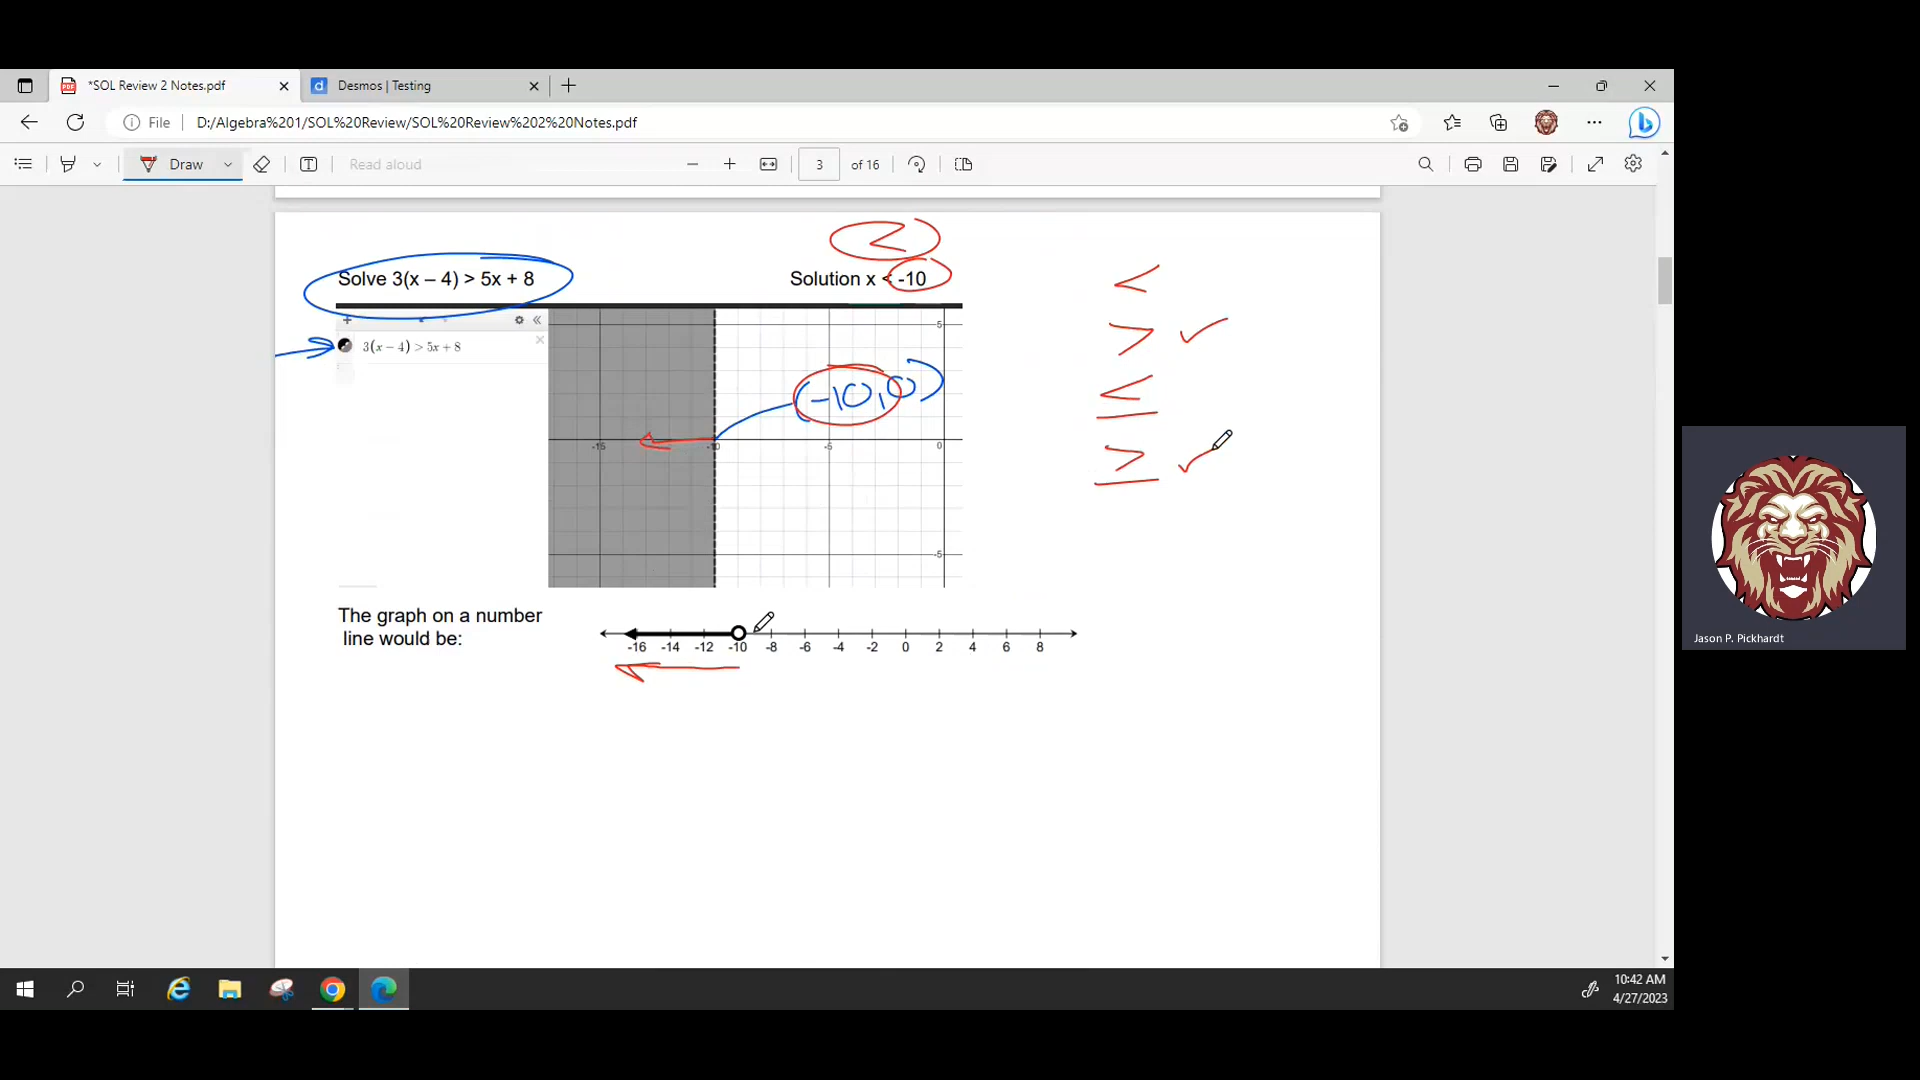 *SOL Review 2 Notes.pdf
Desmos | Testing
File D:/Algebra%201/SOL%20Review/SOL%20Review%202%20Notes.pdf
Draw
Read aloud
3 of 16
<
Solve 3(x – 4) > 5x + 8
Solution x < -10
<
>
≤
≥
3(x − 4) > 5x + 8
(-10,0)
5
-15 -10 -5 0
-5
The graph on a number
line would be:
-16 -14 -12 -10 -8 -6 -4 -2 0 2 4 6 8
Jason P. Pickhardt
10:42 AM
4/27/2023